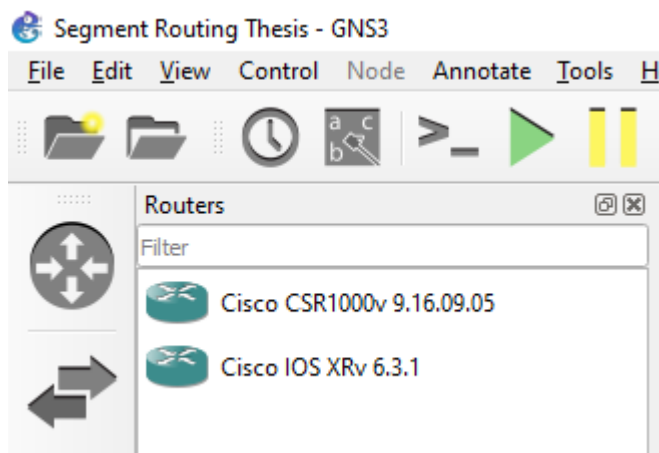 Segment Routing Thesis - GNS3
File Edit View Control Node Annotate Tools H
a c
b
>_
Routers
Filter
Cisco CSR1000v 9.16.09.05
Cisco IOS XRv 6.3.1